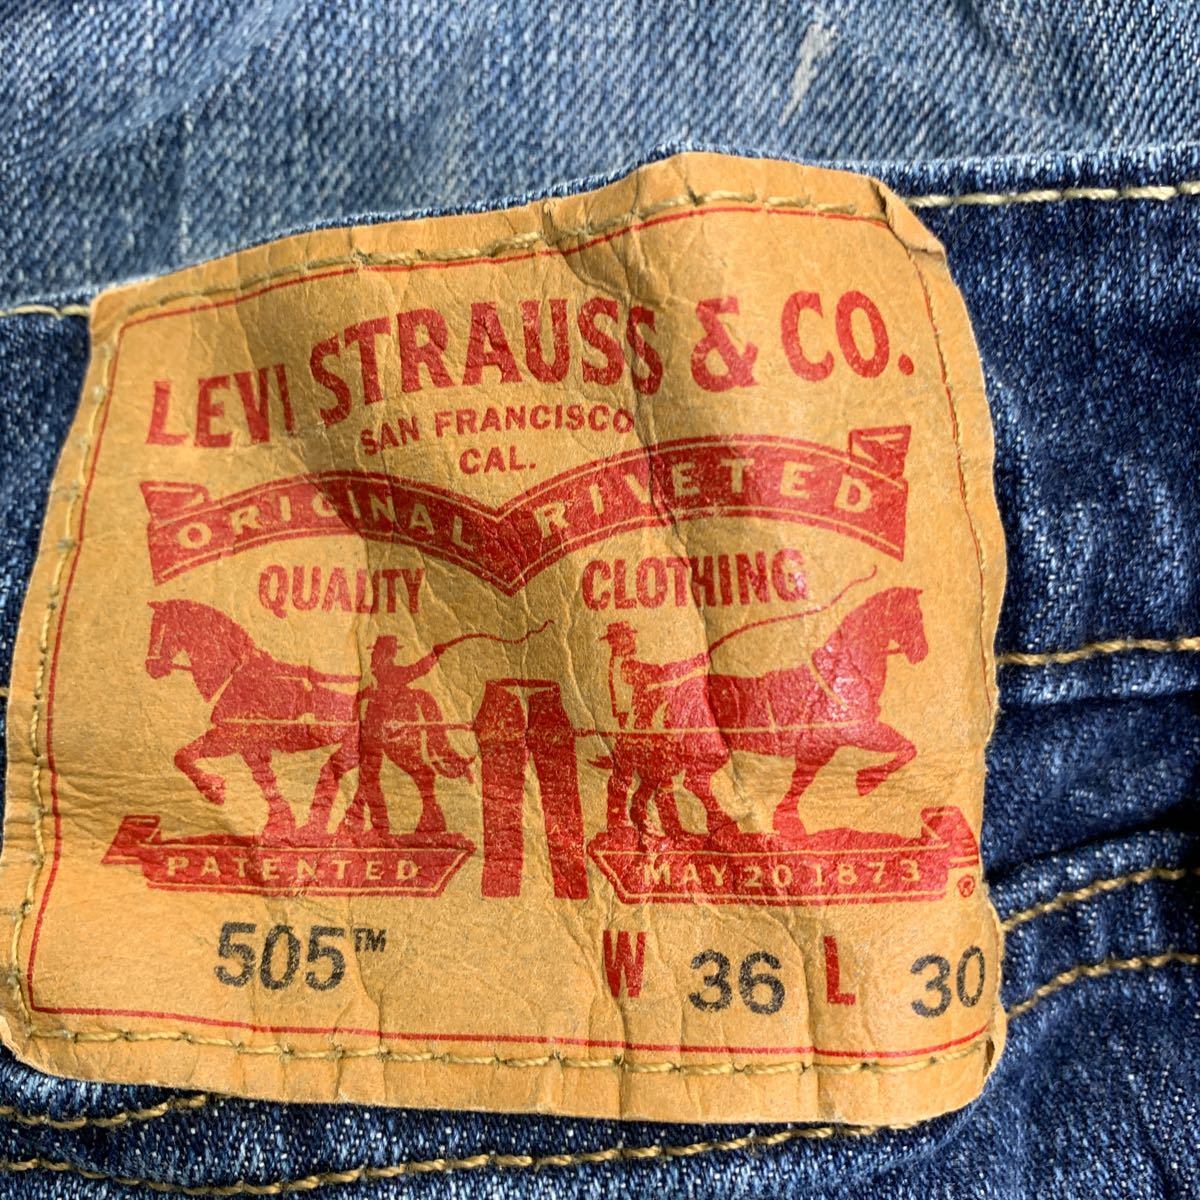 LEVI STRAUSS & CO.
SAN FRANCISCO
CAL.
ORIGINAL RIVETED
QUALITY CLOTHING
PATENTED MAY 20 1873 ®
505™ W 36 L 30